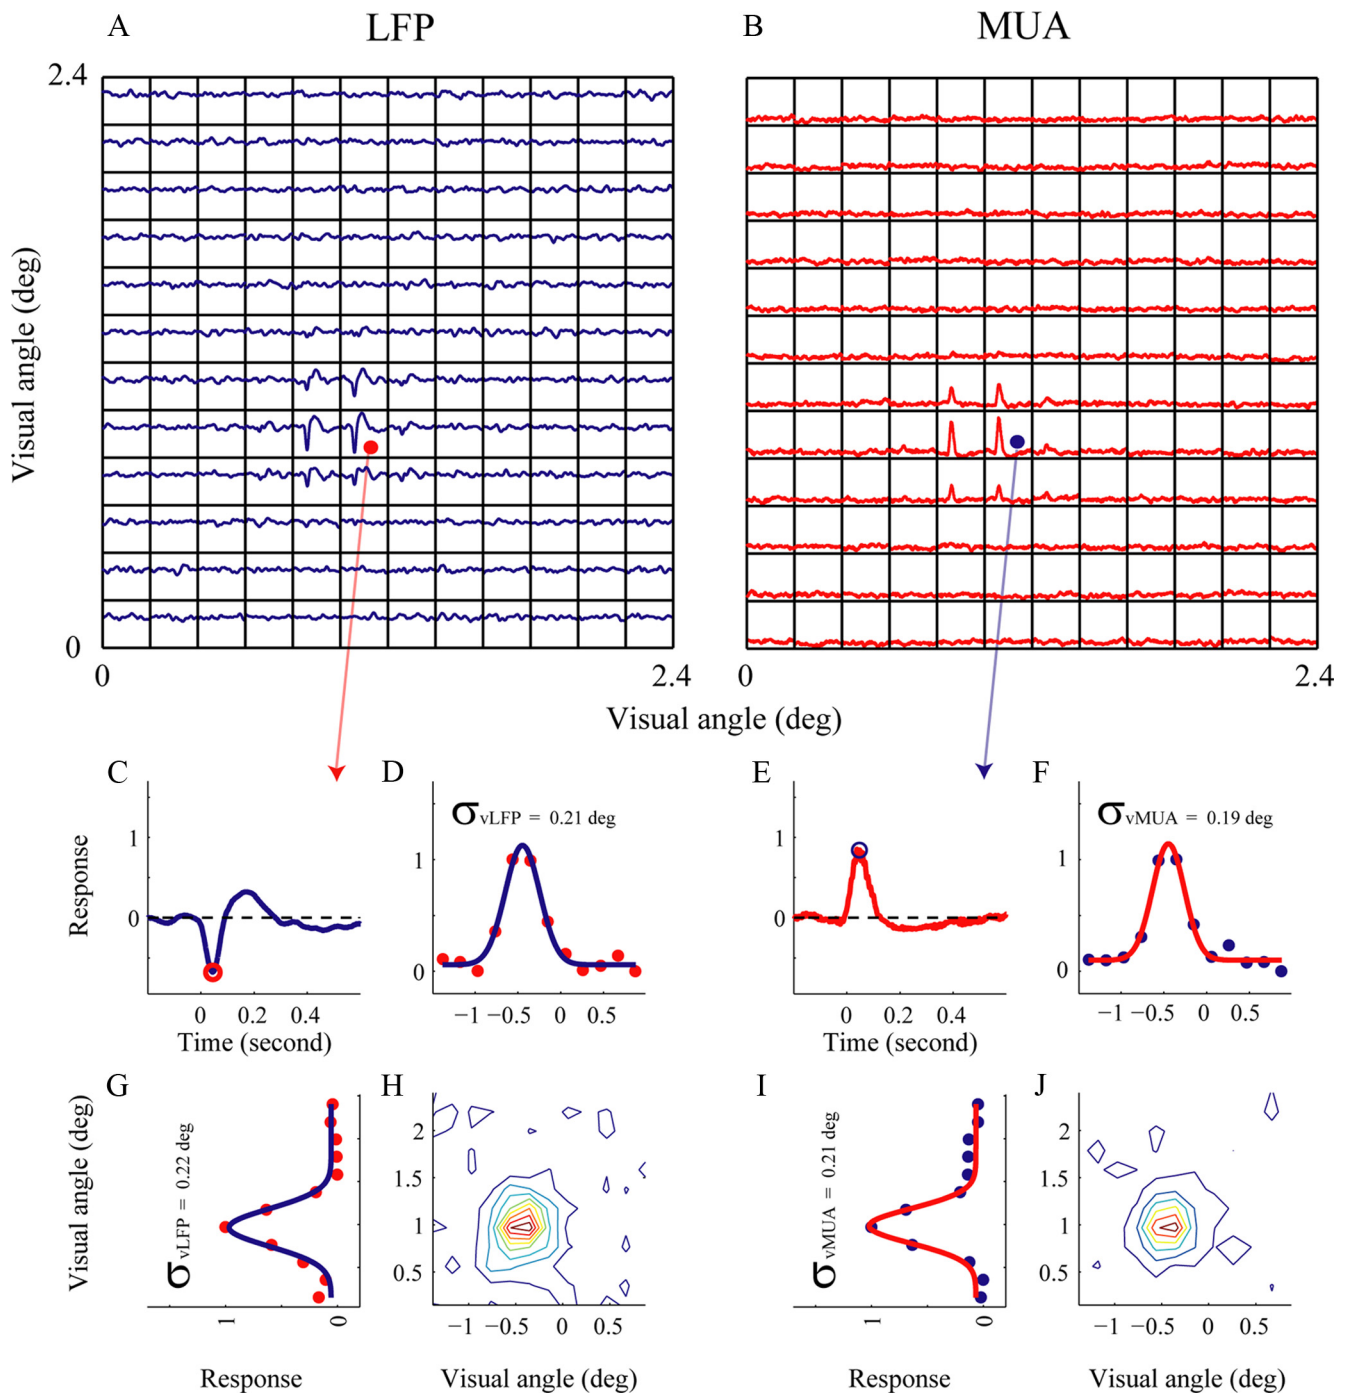 A
LFP
B
MUA
2.4
Visual angle (deg)
0
0
2.4
0
2.4
Visual angle (deg)
C
D
E
F
σvLFP = 0.21 deg
σvMUA = 0.19 deg
Response
1
0
1
0
1
0
1
0
0 0.2 0.4
−1 −0.5 0 0.5
0 0.2 0.4
−1 −0.5 0 0.5
Time (second)
Time (second)
G
H
I
J
Visual angle (deg)
σvLFP = 0.22 deg
2
1.5
1
0.5
σvMUA = 0.21 deg
2
1.5
1
0.5
1 0
−1 −0.5 0 0.5
1 0
−1 −0.5 0 0.5
Response
Visual angle (deg)
Response
Visual angle (deg)